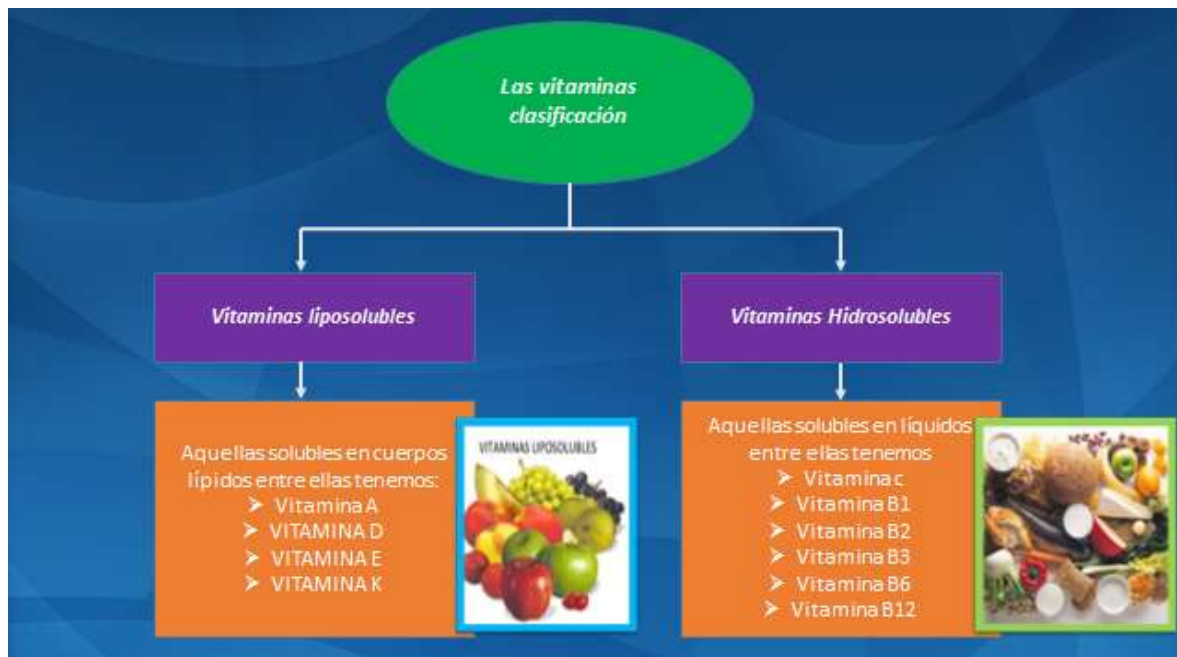 Las vitaminas
clasificación
Vitaminas liposolubles
Vitaminas Hidrosolubles
Aquellas solubles en cuerpos
lípidos entre ellas tenemos:
➢ Vitamina A
➢ VITAMINA D
➢ VITAMINA E
➢ VITAMINA K
VITAMINAS LIPOSOLUBLES
Aquellas solubles en líquidos
entre ellas tenemos
➢ Vitamina c
➢ Vitamina B1
➢ Vitamina B2
➢ Vitamina B3
➢ Vitamina B6
➢ Vitamina B12